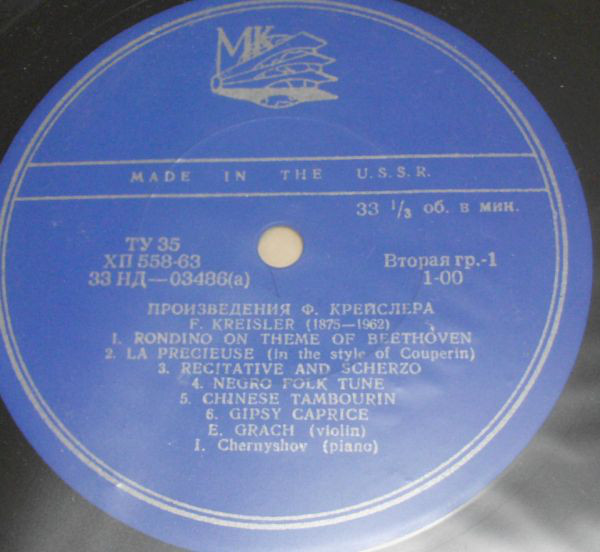 МК
MADE IN THE U.S.S.R.
33 1/3 об. в мин.
ТУ 35
ХП 558-63
33 НД—03486(а)
Вторая гр.-1
1-00
ПРОИЗВЕДЕНИЯ Ф. КРЕЙСЛЕРА
F. KREISLER (1875—1962)
1. RONDINO ON THEME OF BEETHOVEN
2. LA PRECIEUSE (in the style of Couperin)
3. RECITATIVE AND SCHERZO
4. NEGRO FOLK TUNE
5. CHINESE TAMBOURIN
6. GIPSY CAPRICE
E. GRACH (violin)
I. Chernyshov (piano)